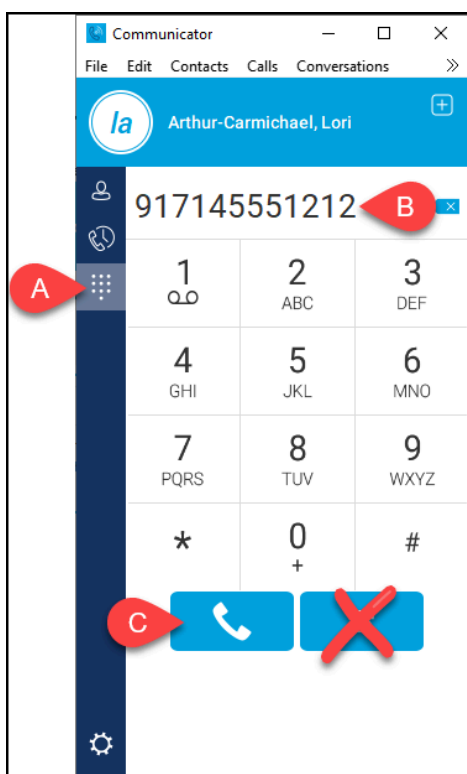 Communicator
File Edit Contacts Calls Conversations
la Arthur-Carmichael, Lori
917145551212 B
A
1 2 3
ABC DEF
4 5 6
GHI JKL MNO
7 8 9
PQRS TUV WXYZ
* 0 #
+
C